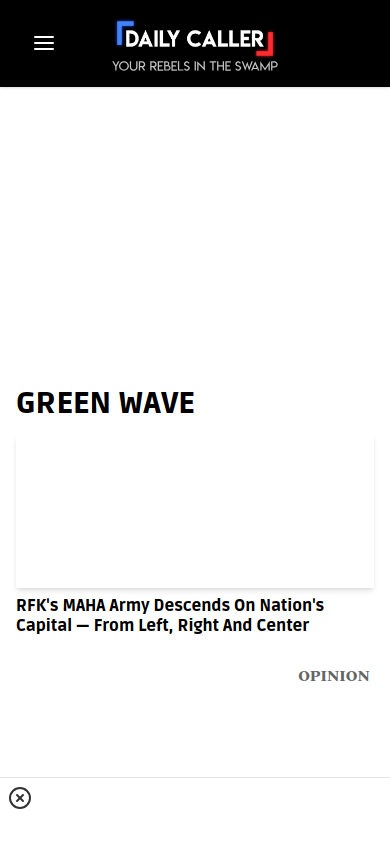 DAILY CALLER
YOUR REBELS IN THE SWAMP
GREEN WAVE
RFK's MAHA Army Descends On Nation's
Capital — From Left, Right And Center
OPINION